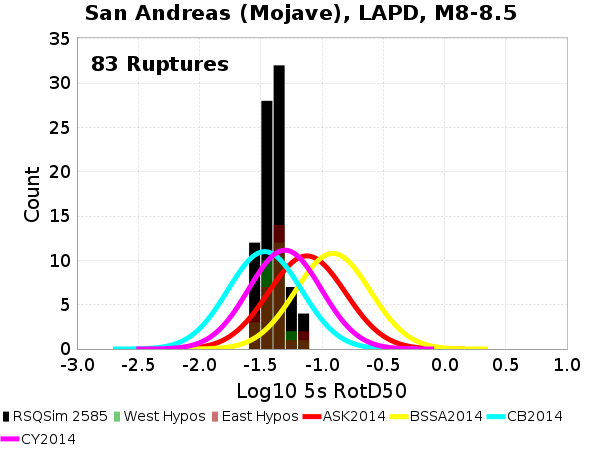 San Andreas (Mojave), LAPD, M8-8.5
83 Ruptures
Count
35
30
25
20
15
10
5
0
-3.0 -2.5 -2.0 -1.5 -1.0 -0.5 0.0 0.5 1.0
Log10 5s RotD50
RSQSim 2585 West Hypos East Hypos ASK2014 BSSA2014 CB2014
CY2014